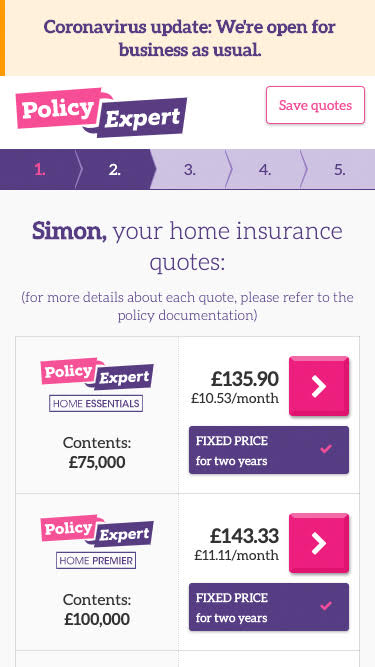 Coronavirus update: We're open for
business as usual.
Policy
Expert
Save quotes
1.
2.
3.
4.
5.
Simon, your home insurance
quotes:
(for more details about each quote, please refer to the
policy documentation)
Policy
Expert
HOME ESSENTIALS
£135.90
£10.53/month
Contents:
£75,000
FIXED PRICE
for two years
Policy
Expert
HOME PREMIER
£143.33
£11.11/month
Contents:
£100,000
FIXED PRICE
for two years